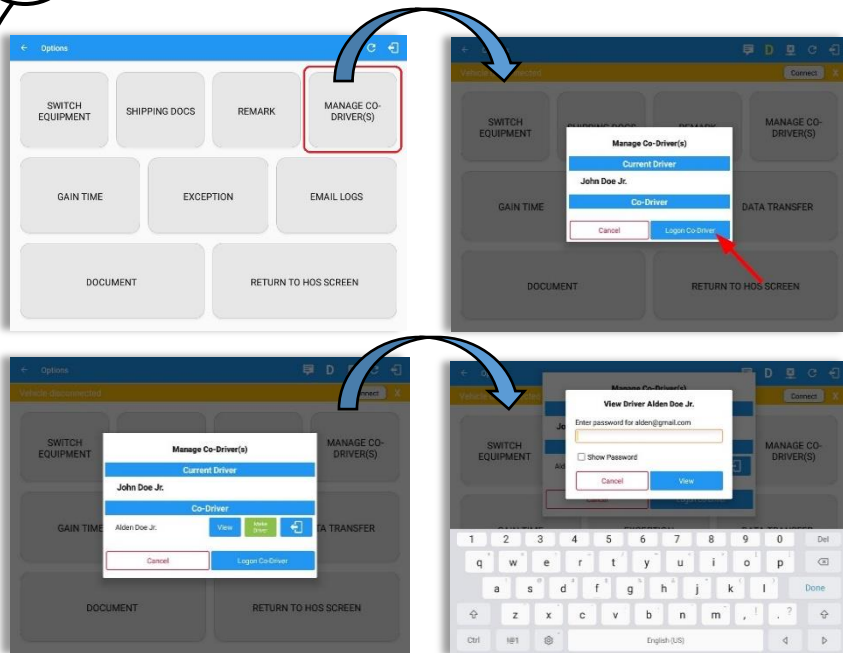 Options
SWITCH
EQUIPMENT
SHIPPING DOCS
REMARK
MANAGE CO-
DRIVER(S)
GAIN TIME
EXCEPTION
EMAIL LOGS
DOCUMENT
RETURN TO HOS SCREEN
D
Connect X
SWITCH
EQUIPMENT
MANAGE CO-
DRIVER(S)
Manage Co-Driver(s)
Current Driver
John Doe Jr.
Co-Driver
Cancel
Logon Co-Driver
GAIN TIME
DATA TRANSFER
DOCUMENT
RETURN TO HOS SCREEN
Options
D
Vehicle disconnected
X
SWITCH
EQUIPMENT
MANAGE CO-
DRIVER(S)
Manage Co-Driver(s)
Current Driver
John Doe Jr.
Co-Driver
Alden Doe Jr.
View
Make
Driver
Cancel
Logon Co-Driver
GAIN TIME
DOCUMENT
RETURN TO HOS SCREEN
D
Connect X
Manage Co-Driver(s)
View Driver Alden Doe Jr.
Enter password for alden@gmail.com
Show Password
Cancel
View
SWITCH
EQUIPMENT
MANAGE CO-
DRIVER(S)
1 2 3 4 5 6 7 8 9 0 Del
q w e r t y u i o p
a s d f g h j k l Done
z x c v b n m , ! . ?
Ctrl !@1 English (US)